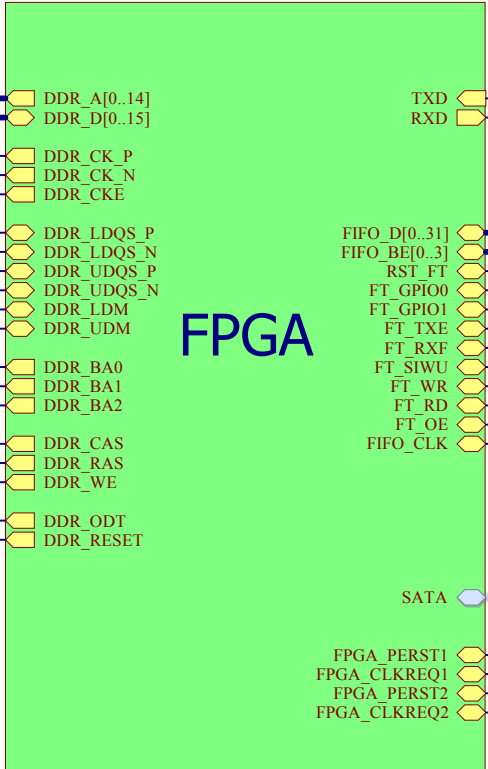 DDR_A[0..14]
DDR_D[0..15]
DDR_CK_P
DDR_CK_N
DDR_CKE
DDR_LDQS_P
DDR_LDQS_N
DDR_UDQS_P
DDR_UDQS_N
DDR_LDM
DDR_UDM
DDR_BA0
DDR_BA1
DDR_BA2
DDR_CAS
DDR_RAS
DDR_WE
DDR_ODT
DDR_RESET
FPGA
TXD
RXD
FIFO_D[0..31]
FIFO_BE[0..3]
RST_FT
FT_GPIO0
FT_GPIO1
FT_TXE
FT_RXF
FT_SIWU
FT_WR
FT_RD
FT_OE
FIFO_CLK
SATA
FPGA_PERST1
FPGA_CLKREQ1
FPGA_PERST2
FPGA_CLKREQ2